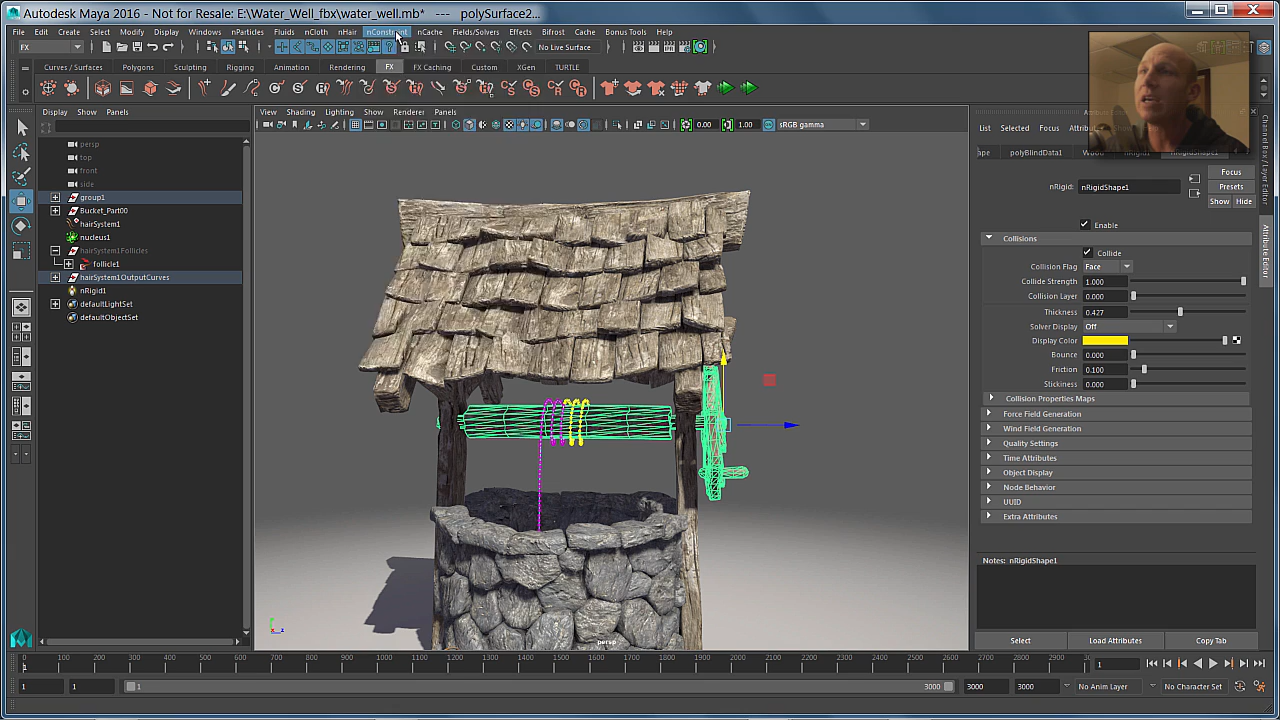 Autodesk Maya 2016 - Not for Resale: E:\Water_Well_fbx\water_well.mb*   ---   polySurface2...
File Edit Create Select Modify Display Windows nParticles Fluids nCloth nHair nConstraint nCache Fields/Solvers Effects Bifrost Cache Bonus Tools Help
FX No Live Surface
Curves / Surfaces Polygons Sculpting Rigging Animation Rendering FX FX Caching Custom XGen TURTLE
Display Show Panels
View Shading Lighting Show Renderer Panels
0.00 1.00 sRGB gamma
persp
top
front
side
group1
Bucket_Part00
hairSystem1
nucleus1
hairSystem1Follicles
follicle1
hairSystem1OutputCurves
nRigid1
defaultLightSet
defaultObjectSet
persp
List Selected Focus
polyBlindData1
nRigid: nRigidShape1
Focus
Presets
Show Hide
Enable
Collisions
Collide
Collision Flag Face
Collide Strength 1.000
Collision Layer 0.000
Thickness 0.427
Solver Display Off
Display Color
Bounce 0.000
Friction 0.100
Stickiness 0.000
Collision Properties Maps
Force Field Generation
Wind Field Generation
Quality Settings
Time Attributes
Object Display
Node Behavior
UUID
Extra Attributes
Notes: nRigidShape1
Select Load Attributes Copy Tab
Channel Box / Layer Editor
Attribute Editor
0 100 200 300 400 500 600 700 800 900 1000 1100 1200 1300 1400 1500 1600 1700 1800 1900 2000 2100 2200 2300 2400 2500 2600 2700 2800 2900
1
1
1 1 1 3000 3000 3000 No Anim Layer No Character Set